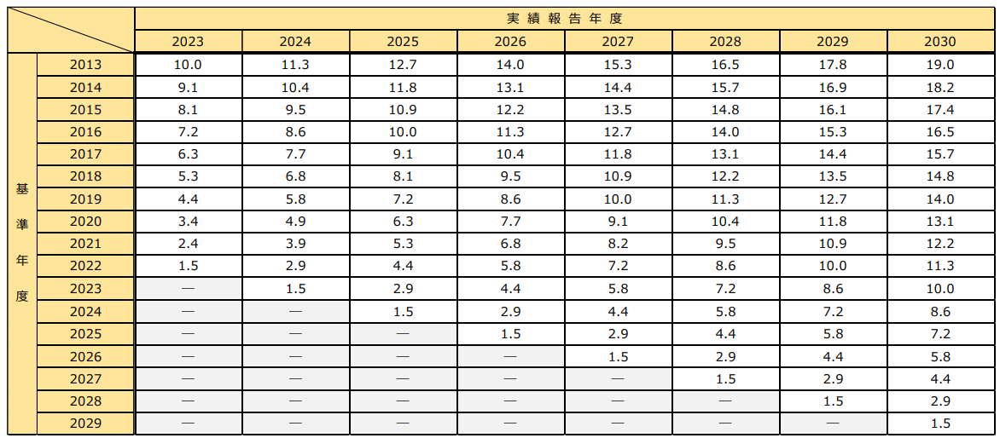 実績報告年度
2023 2024 2025 2026 2027 2028 2029 2030
基準年度
2013 10.0 11.3 12.7 14.0 15.3 16.5 17.8 19.0
2014 9.1 10.4 11.8 13.1 14.4 15.7 16.9 18.2
2015 8.1 9.5 10.9 12.2 13.5 14.8 16.1 17.4
2016 7.2 8.6 10.0 11.3 12.7 14.0 15.3 16.5
2017 6.3 7.7 9.1 10.4 11.8 13.1 14.4 15.7
2018 5.3 6.8 8.1 9.5 10.9 12.2 13.5 14.8
2019 4.4 5.8 7.2 8.6 10.0 11.3 12.7 14.0
2020 3.4 4.9 6.3 7.7 9.1 10.4 11.8 13.1
2021 2.4 3.9 5.3 6.8 8.2 9.5 10.9 12.2
2022 1.5 2.9 4.4 5.8 7.2 8.6 10.0 11.3
2023 — 1.5 2.9 4.4 5.8 7.2 8.6 10.0
2024 — — 1.5 2.9 4.4 5.8 7.2 8.6
2025 — — — 1.5 2.9 4.4 5.8 7.2
2026 — — — — 1.5 2.9 4.4 5.8
2027 — — — — — 1.5 2.9 4.4
2028 — — — — — — 1.5 2.9
2029 — — — — — — — 1.5